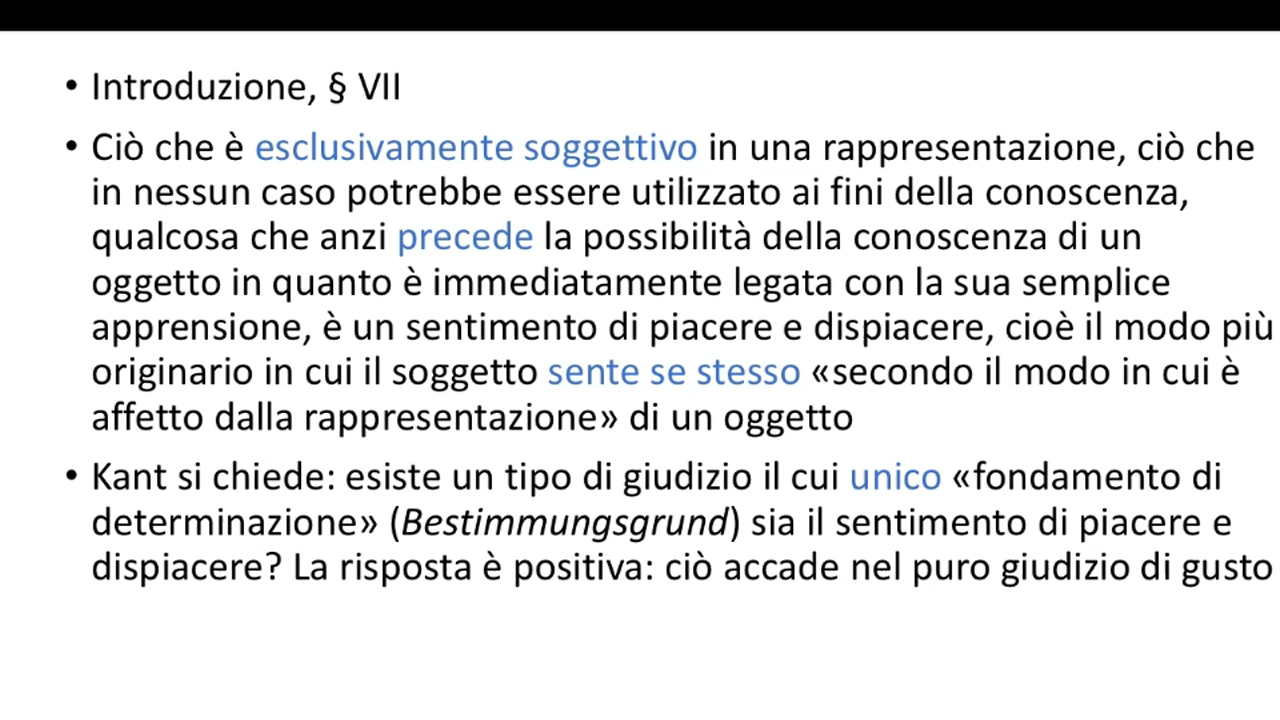 • Introduzione, § VII
• Ciò che è esclusivamente soggettivo in una rappresentazione, ciò che
in nessun caso potrebbe essere utilizzato ai fini della conoscenza,
qualcosa che anzi precede la possibilità della conoscenza di un
oggetto in quanto è immediatamente legata con la sua semplice
apprensione, è un sentimento di piacere e dispiacere, cioè il modo più
originario in cui il soggetto sente se stesso «secondo il modo in cui è
affetto dalla rappresentazione» di un oggetto
• Kant si chiede: esiste un tipo di giudizio il cui unico «fondamento di
determinazione» (Bestimmungsgrund) sia il sentimento di piacere e
dispiacere? La risposta è positiva: ciò accade nel puro giudizio di gusto